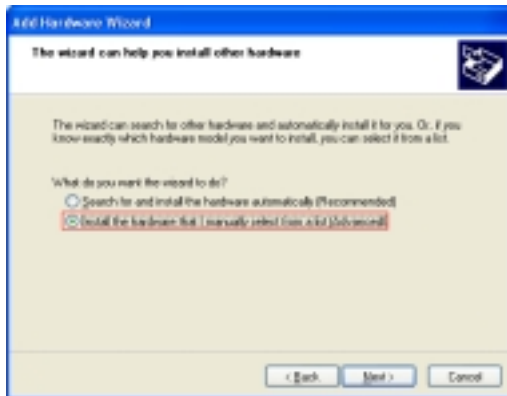 Add Hardware Wizard
The wizard can help you install other hardware
The wizard can search for other hardware and automatically install it for you. Or, if you
know exactly which hardware model you want to install, you can select it from a list.
What do you want the wizard to do?
Search for and install the hardware automatically (Recommended)
Install the hardware that I manually select from a list (Advanced)
< Back
Next >
Cancel